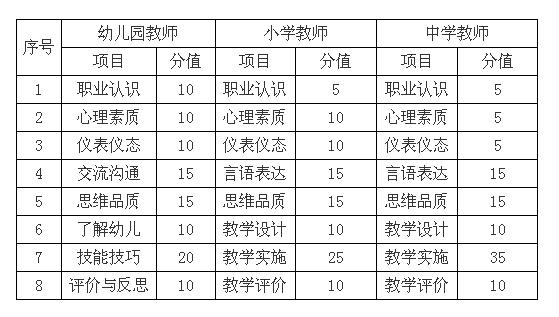 序号 幼儿园教师 小学教师 中学教师
项目 分值 项目 分值 项目 分值
1 职业认识 10 职业认识 5 职业认识 5
2 心理素质 10 心理素质 10 心理素质 5
3 仪表仪态 10 仪表仪态 10 仪表仪态 5
4 交流沟通 15 言语表达 15 言语表达 15
5 思维品质 15 思维品质 15 思维品质 15
6 了解幼儿 10 教学设计 10 教学设计 10
7 技能技巧 20 教学实施 25 教学实施 35
8 评价与反思 10 教学评价 10 教学评价 10